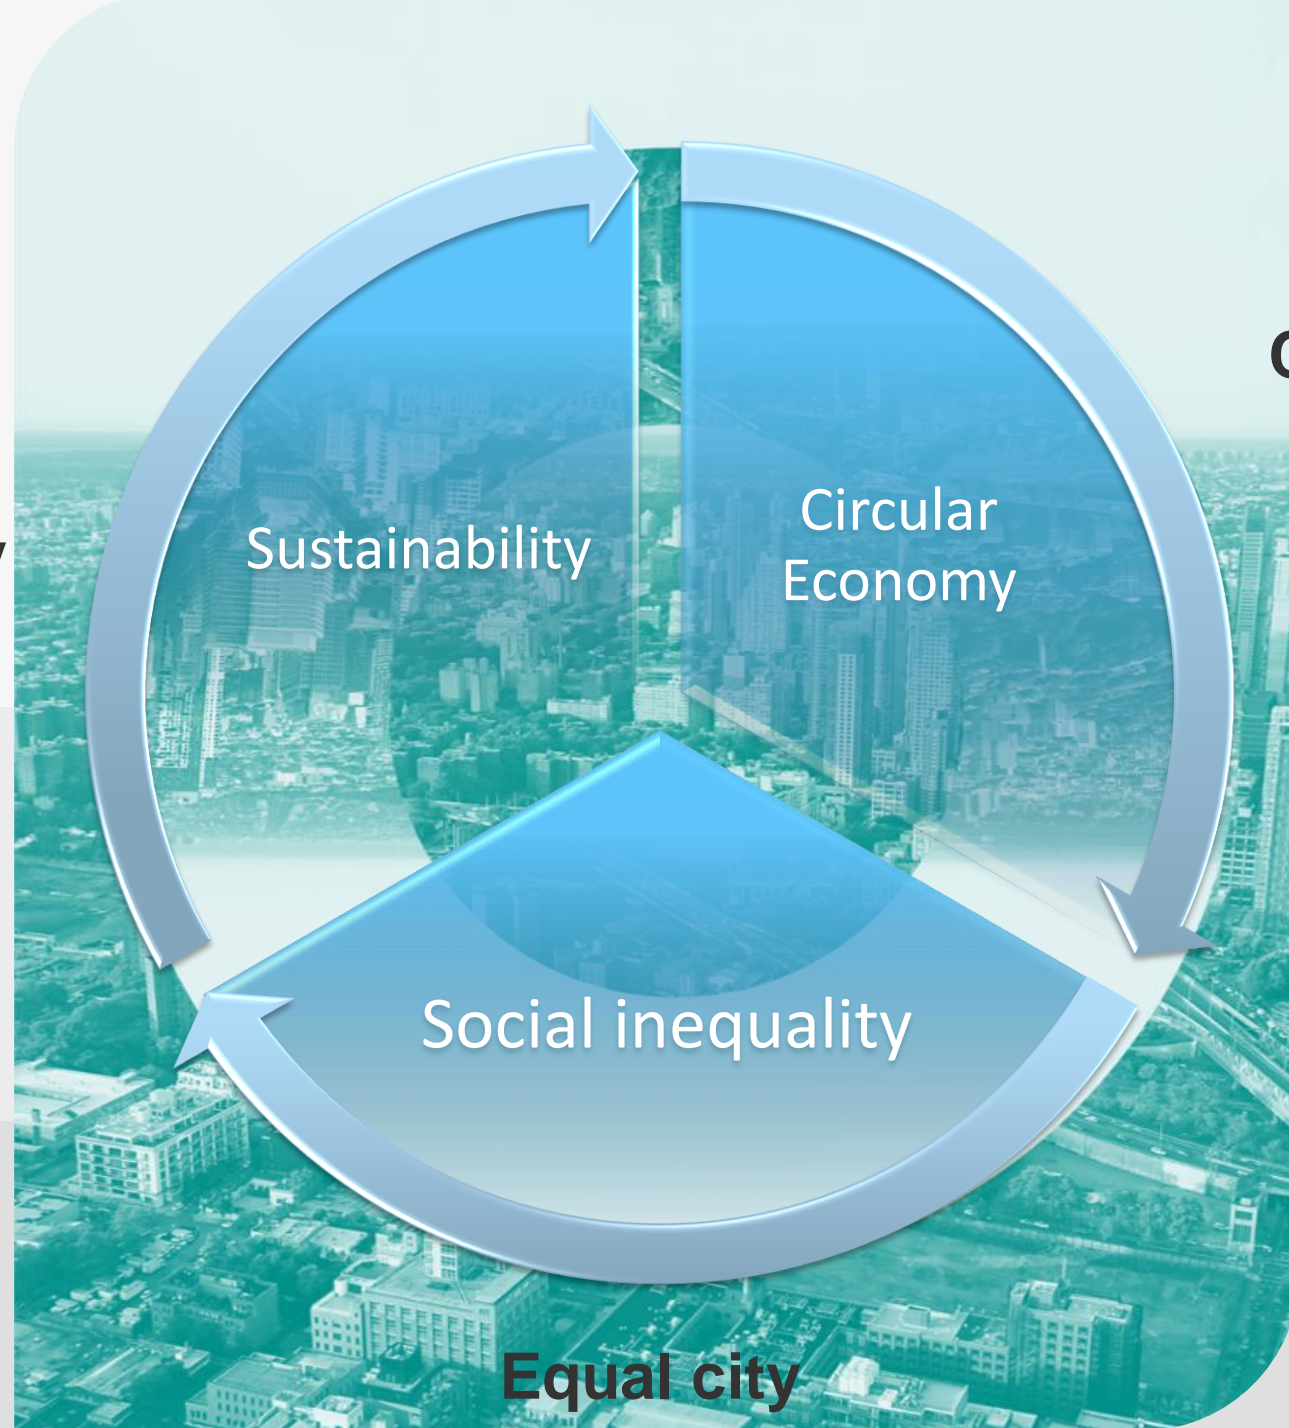 Circular
Economy
Sustainability
Social inequality
Equal city